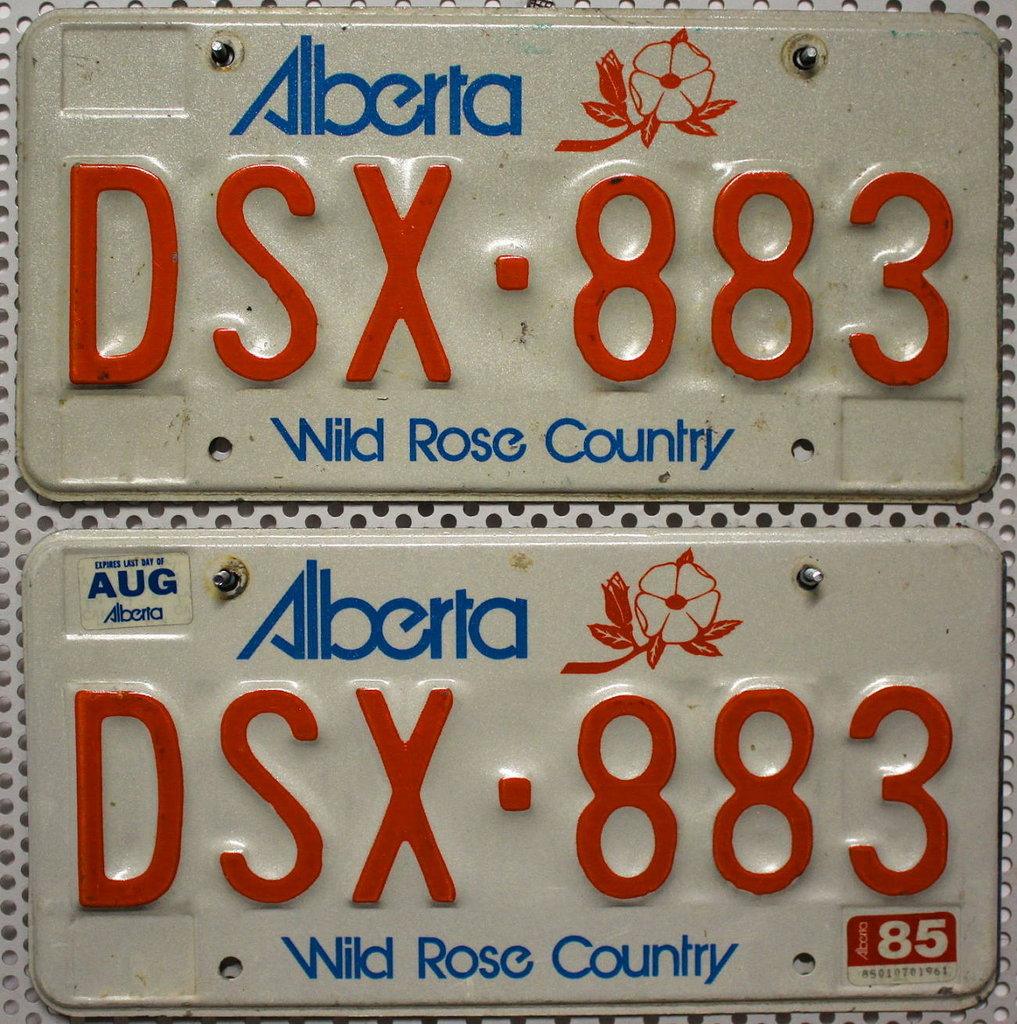 Alberta
DSX·883
Wild Rose Country
EXPIRES LAST DAY OF
AUG
Alberta
Alberta
DSX·883
Wild Rose Country
Alberta 85
85010701961